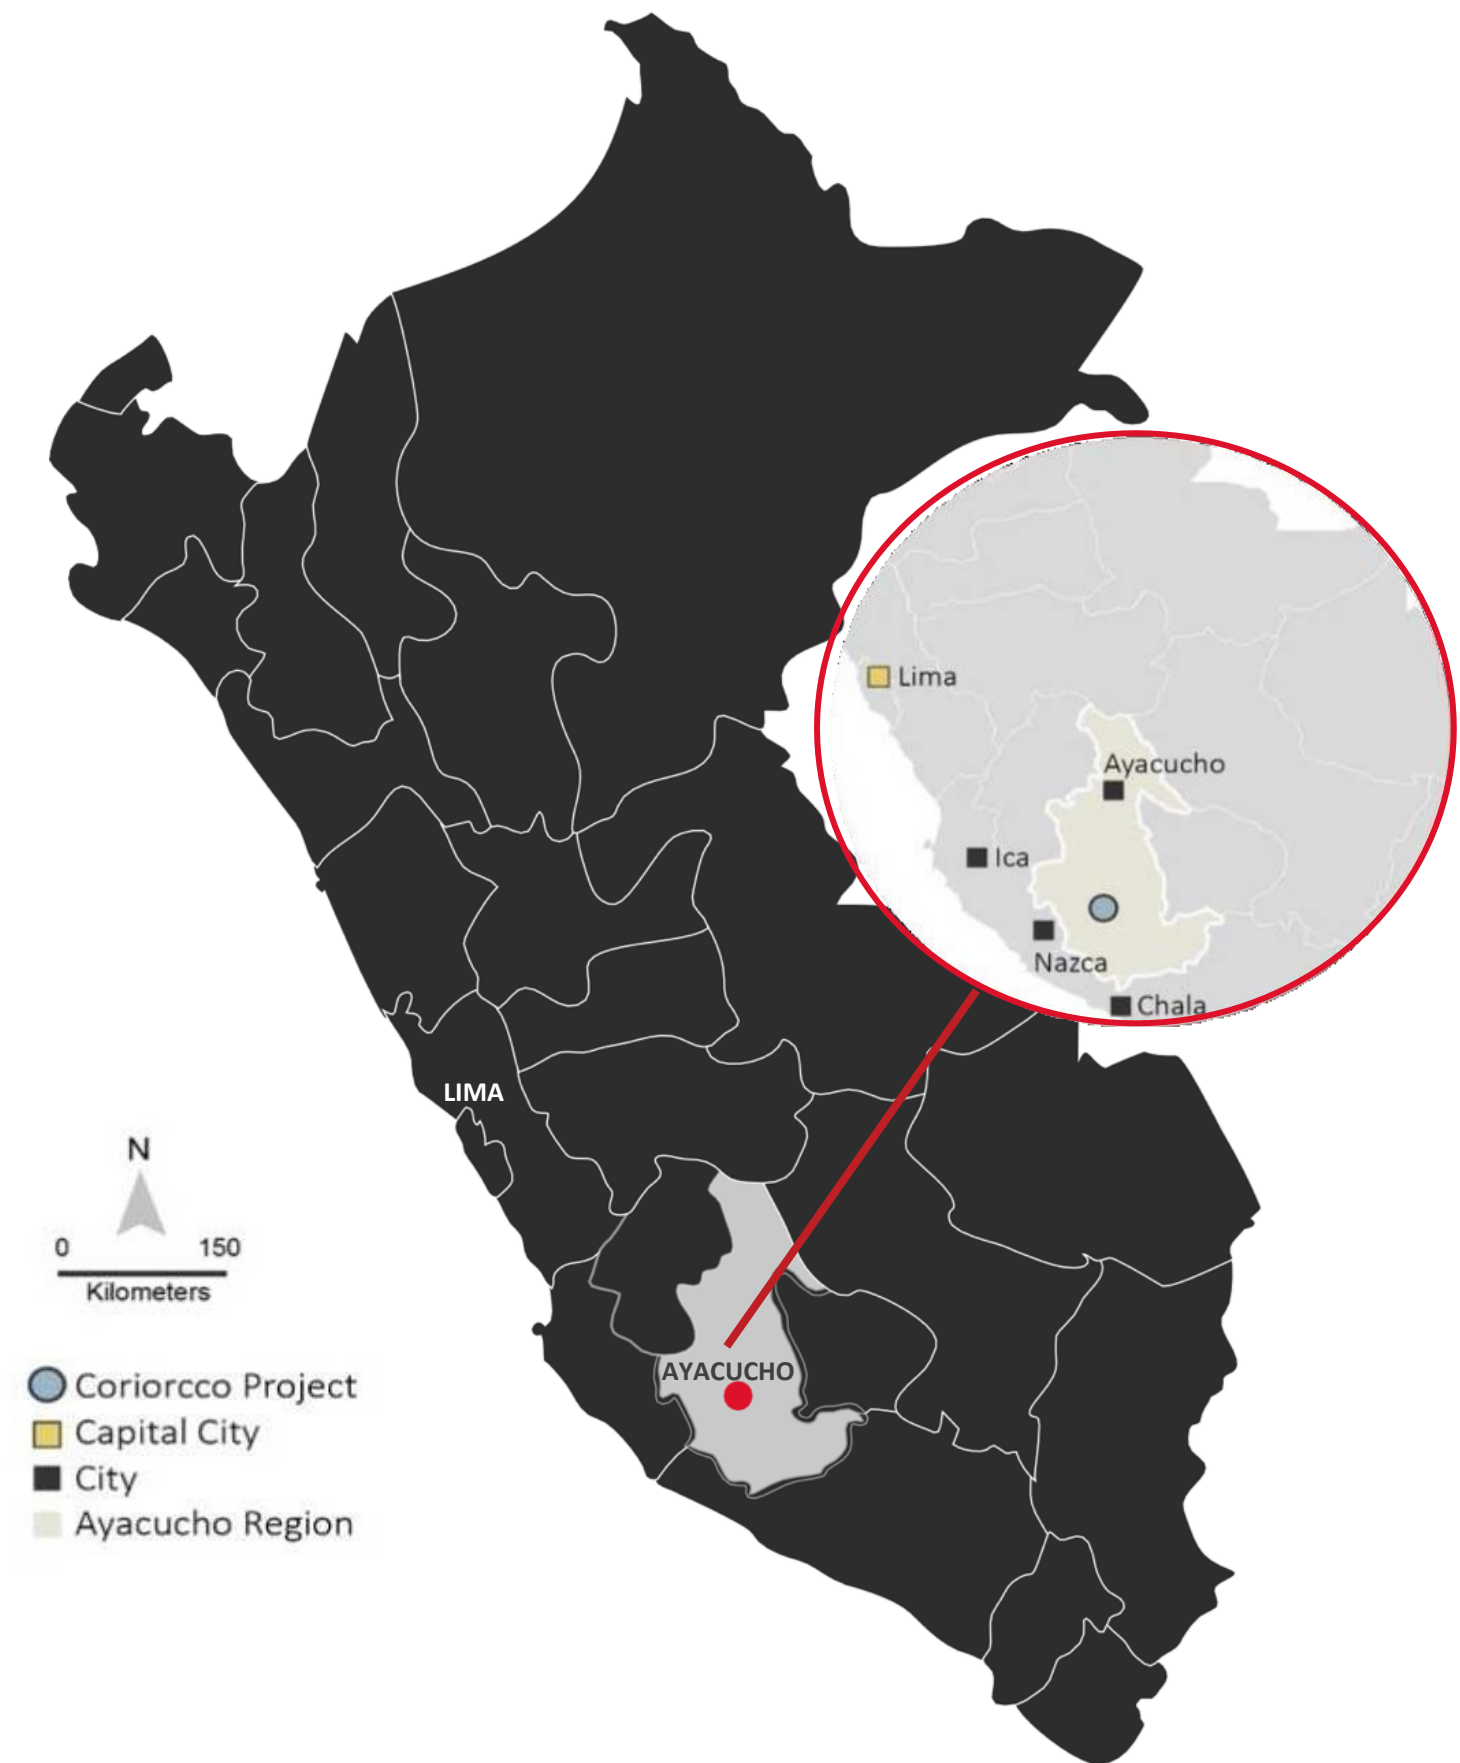 Lima
Ayacucho
Ica
Nazca
Chala
LIMA
N
0 150
Kilometers
AYACUCHO
Coriorcco Project
Capital City
City
Ayacucho Region